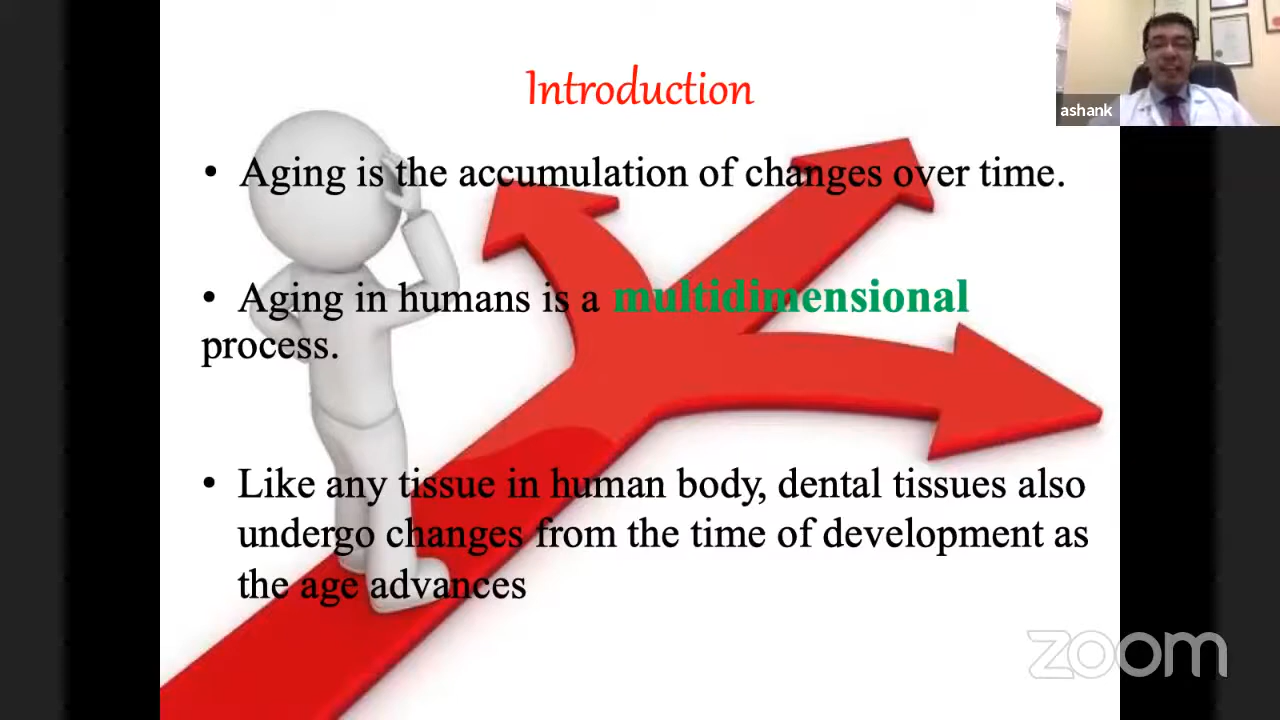 Introduction
ashank
• Aging is the accumulation of changes over time.
• Aging in humans is a multidimensional
process.
• Like any tissue in human body, dental tissues also
undergo changes from the time of development as
the age advances
zoom